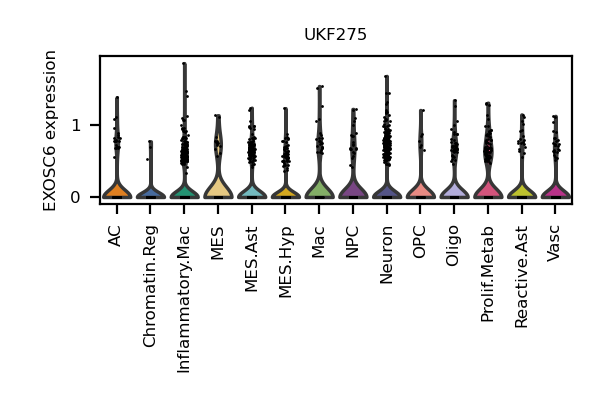 UKF275
EXOSC6 expression
1
0
AC
Chromatin.Reg
Inflammatory.Mac
MES
MES.Ast
MES.Hyp
Mac
NPC
Neuron
OPC
Oligo
Prolif.Metab
Reactive.Ast
Vasc